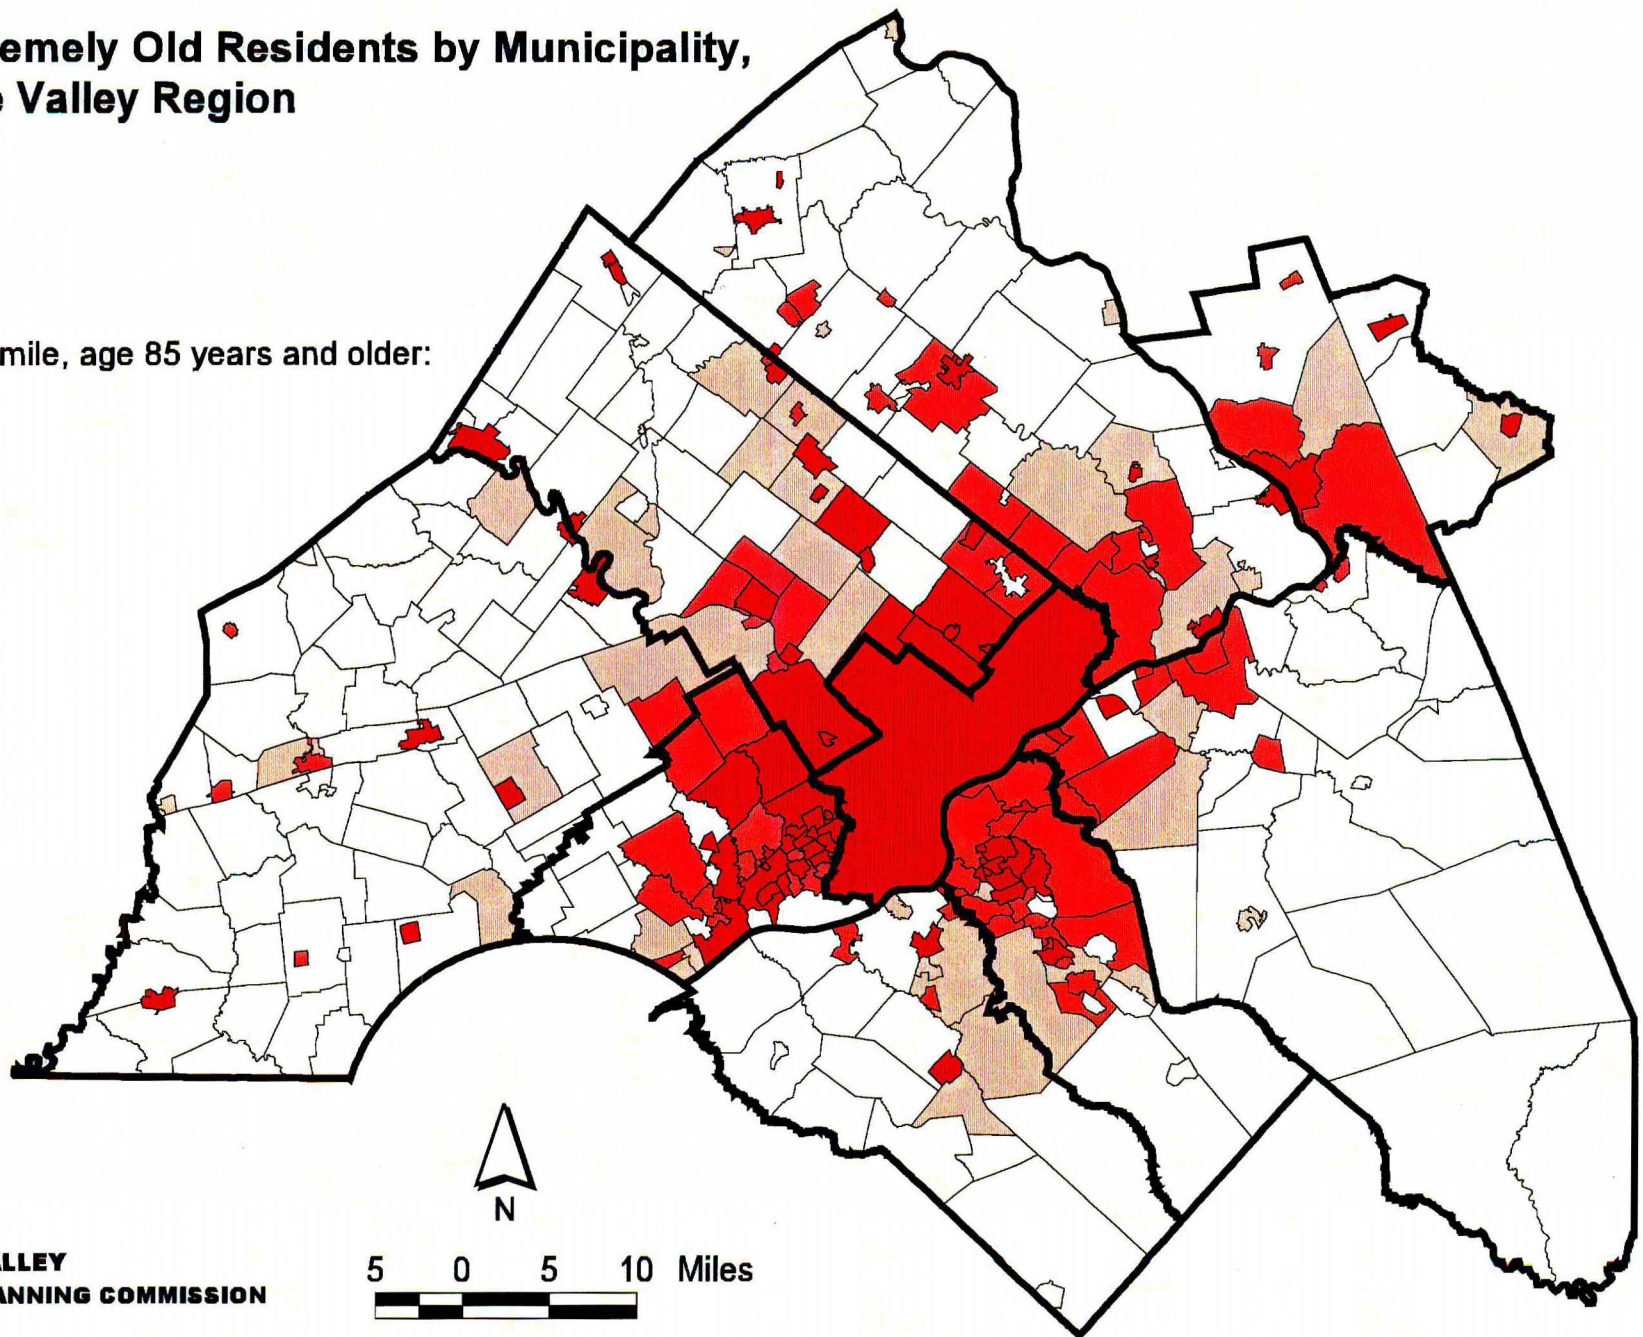 emely Old Residents by Municipality,
e Valley Region
mile, age 85 years and older:
N
5 0 5 10 Miles
LLEY
ANNING COMMISSION